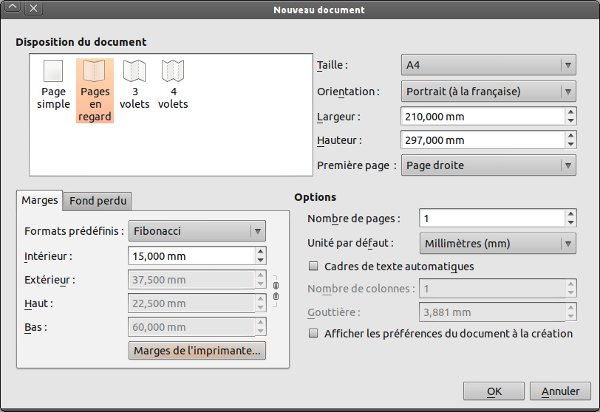 Nouveau document
Disposition du document
Page simple
Pages en regard
3 volets
4 volets
Taille : A4
Orientation : Portrait (à la française)
Largeur : 210,000 mm
Hauteur : 297,000 mm
Première page : Page droite
Marges Fond perdu
Formats prédéfinis : Fibonacci
Intérieur : 15,000 mm
Extérieur : 37,500 mm
Haut : 22,500 mm
Bas : 60,000 mm
Marges de l'imprimante...
Options
Nombre de pages : 1
Unité par défaut : Millimètres (mm)
Cadres de texte automatiques
Nombre de colonnes : 1
Gouttière : 3,881 mm
Afficher les préférences du document à la création
OK Annuler